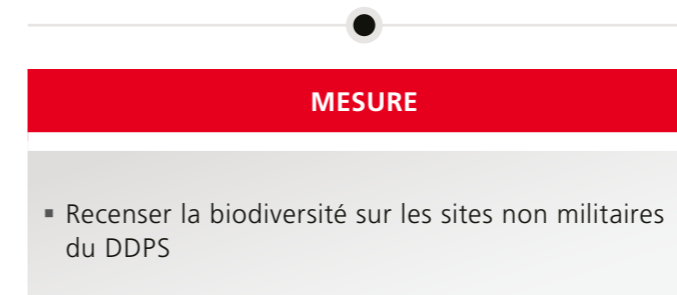 MESURE
▪ Recenser la biodiversité sur les sites non militaires
du DDPS